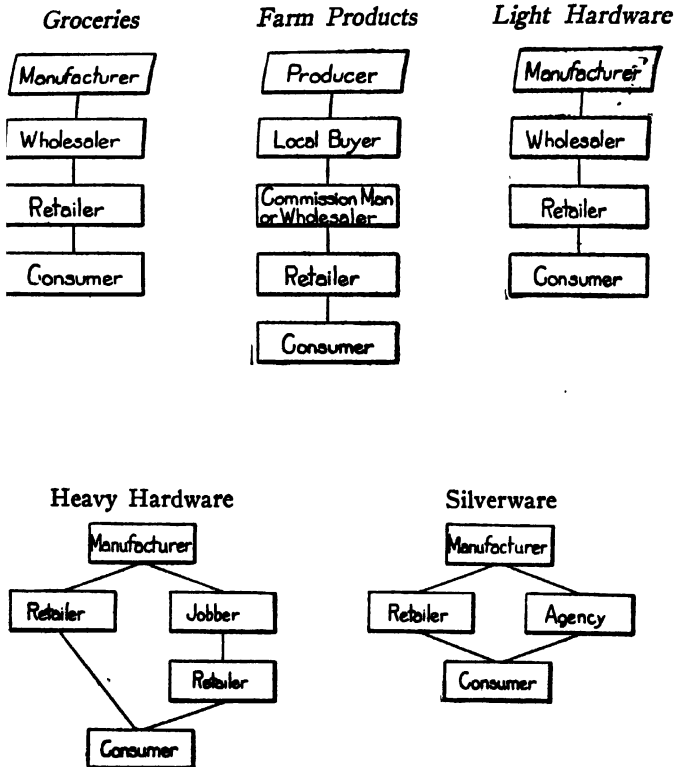 Groceries
Manufacturer
Wholesaler
Retailer
Consumer
Farm Products
Producer
Local Buyer
Commission Man
or Wholesaler
Retailer
Consumer
Light Hardware
Manufacturer
Wholesaler
Retailer
Consumer
Heavy Hardware
Manufacturer
Retailer
Jobber
Retailer
Consumer
Silverware
Manufacturer
Retailer
Agency
Consumer